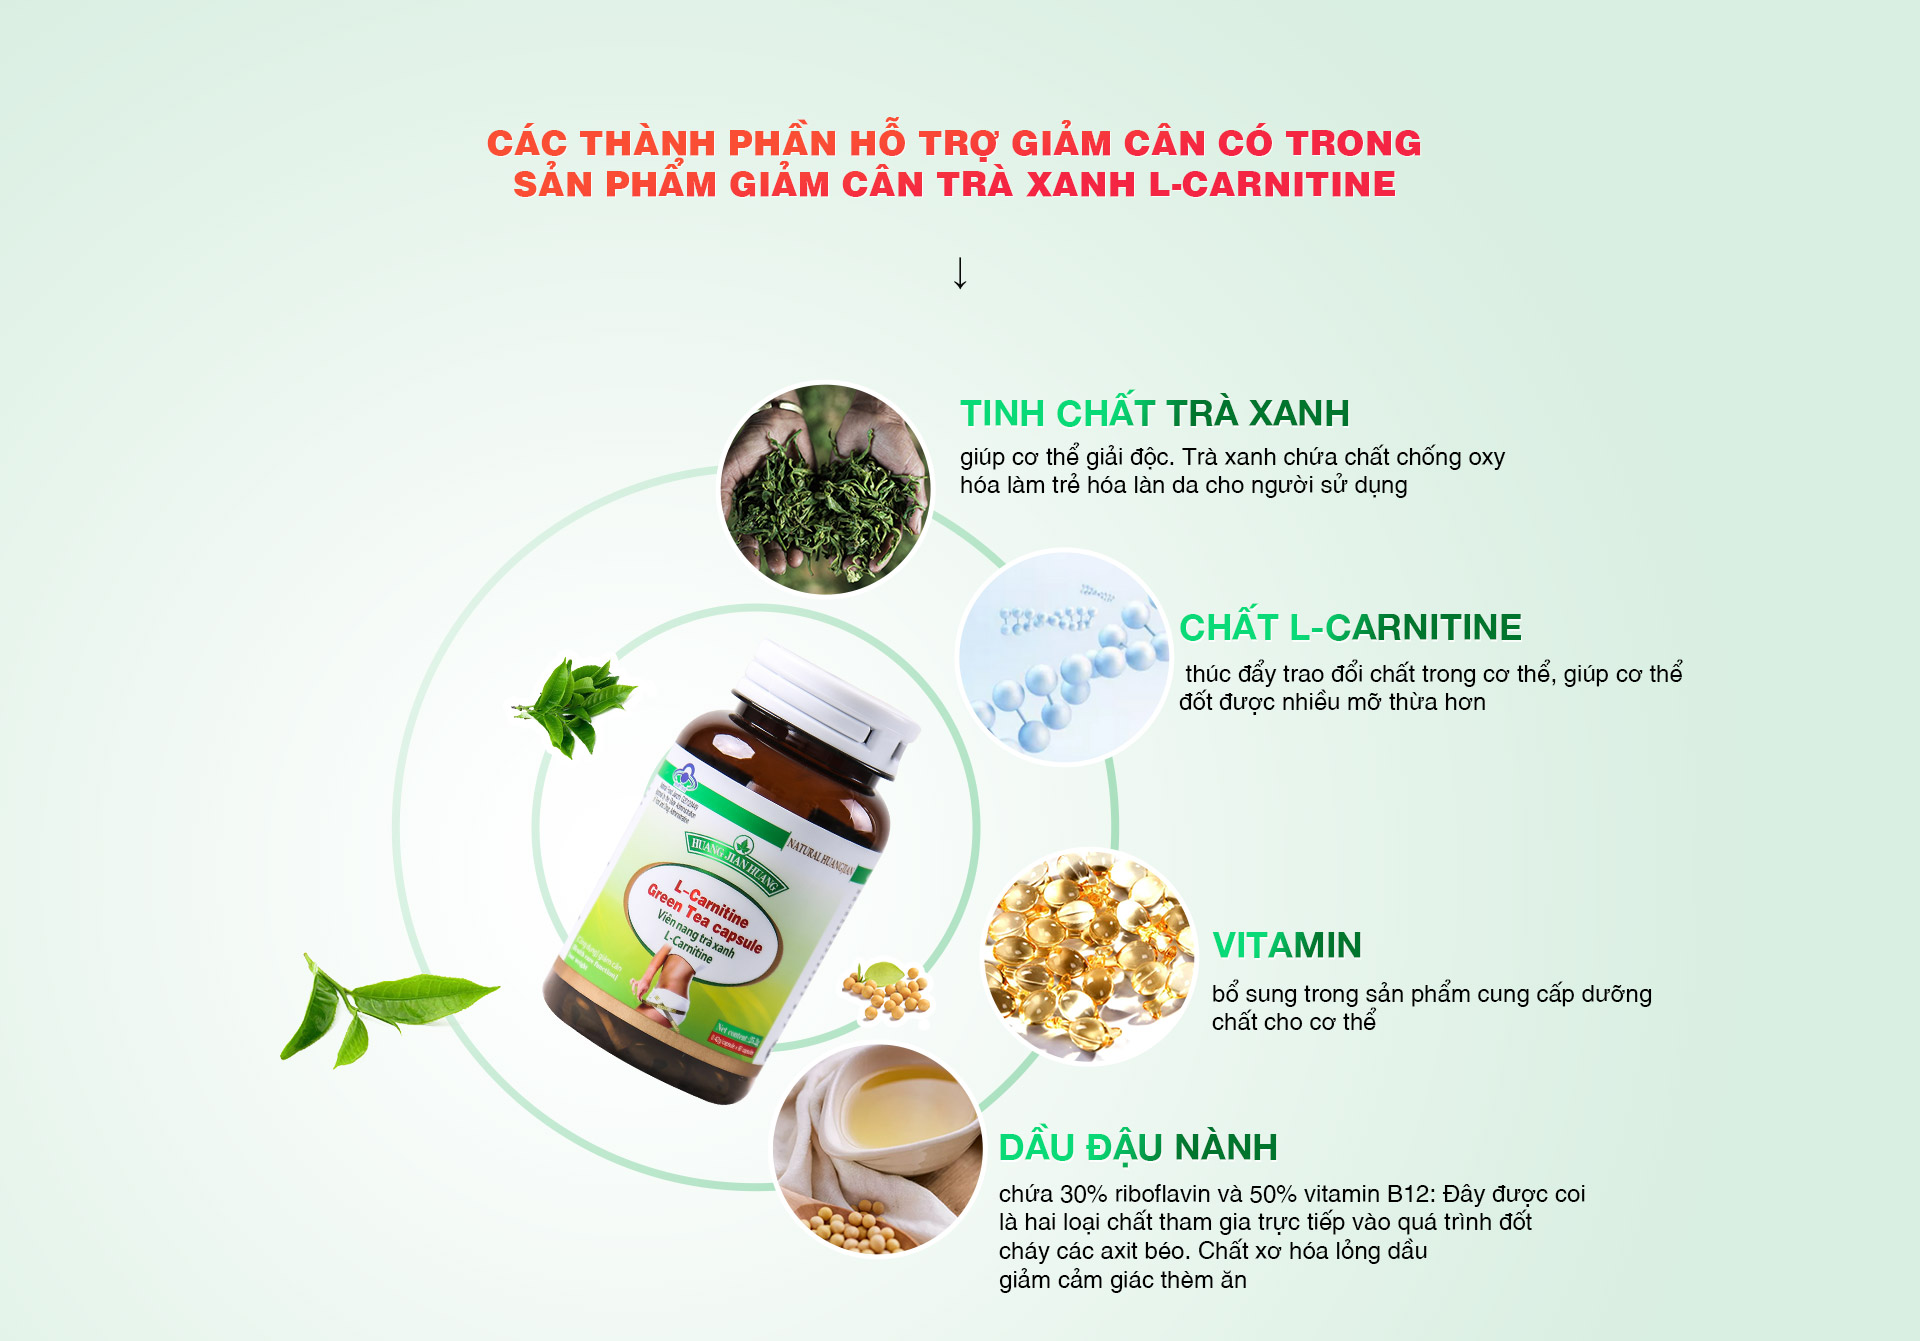 CÁC THÀNH PHẦN HỖ TRỢ GIẢM CÂN CÓ TRONG
SẢN PHẨM GIẢM CÂN TRÀ XANH L-CARNITINE
↓
TINH CHẤT TRÀ XANH
giúp cơ thể giải độc. Trà xanh chứa chất chống oxy
hóa làm trẻ hóa làn da cho người sử dụng
CHẤT L-CARNITINE
thúc đẩy trao đổi chất trong cơ thể, giúp cơ thể
đốt được nhiều mỡ thừa hơn
NATURAL HUANGJIAN
HUANG JIAN HUANG
L-Carnitine
Green Tea capsule
Viên nang trà xanh
L-Carnitine
VITAMIN
bổ sung trong sản phẩm cung cấp dưỡng
chất cho cơ thể
DẦU ĐẬU NÀNH
chứa 30% riboflavin và 50% vitamin B12: Đây được coi
là hai loại chất tham gia trực tiếp vào quá trình đốt
cháy các axit béo. Chất xơ hóa lỏng dầu
giảm cảm giác thèm ăn